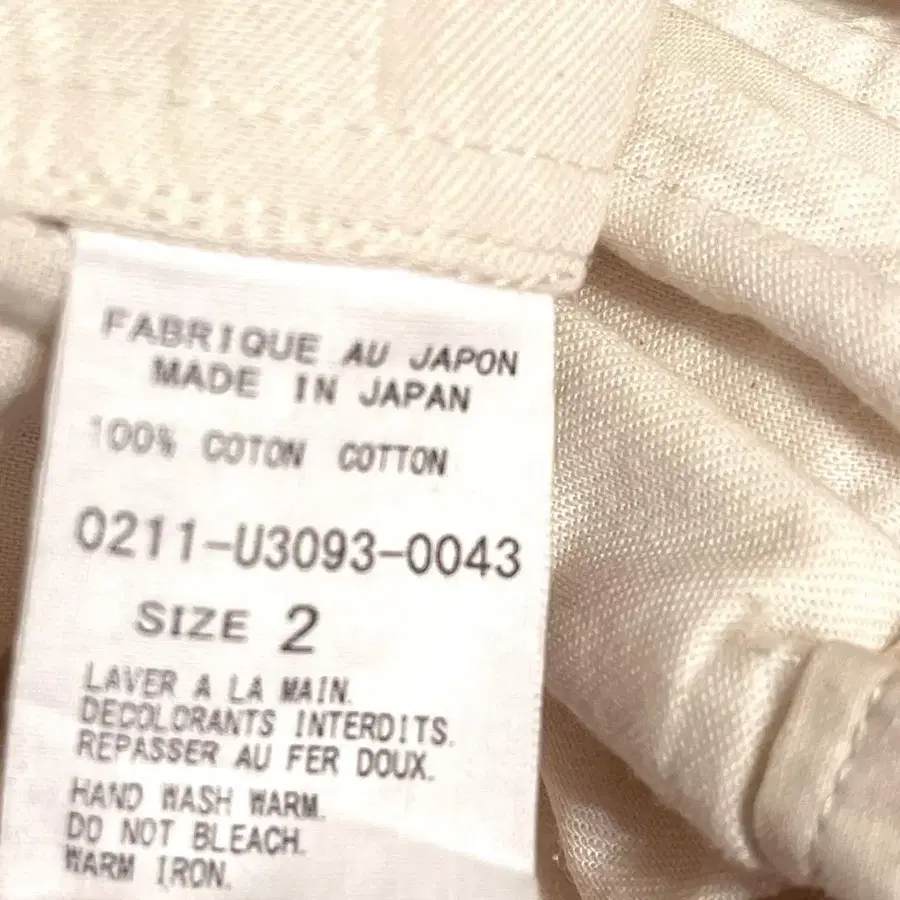 FABRIQUE AU JAPON
MADE IN JAPAN
100% COTON COTTON
0211-U3093-0043
SIZE 2
LAVER A LA MAIN.
DECOLORANTS INTERDITS.
REPASSER AU FER DOUX.
HAND WASH WARM.
DO NOT BLEACH.
WARM IRON.